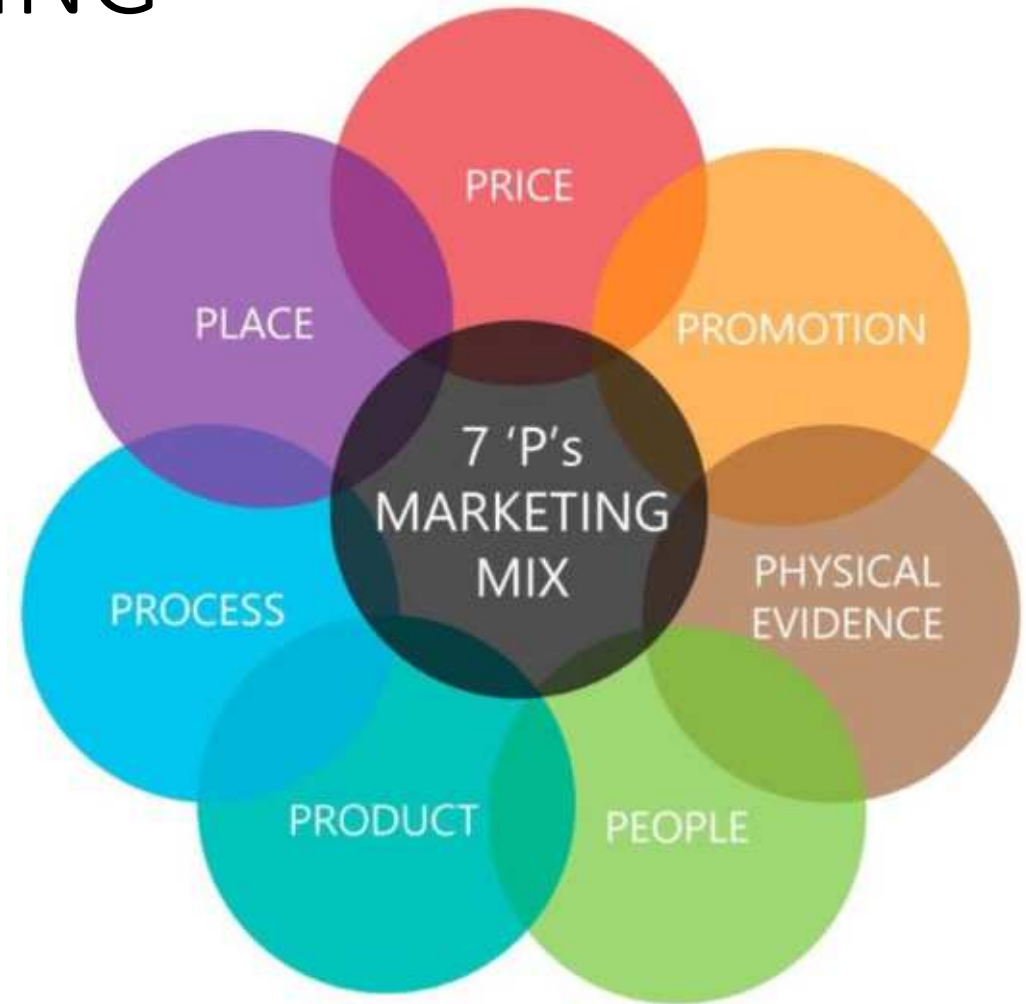 PRICE
PLACE
PROMOTION
7 ‘P’s
MARKETING
MIX
PHYSICAL
EVIDENCE
PROCESS
PRODUCT
PEOPLE